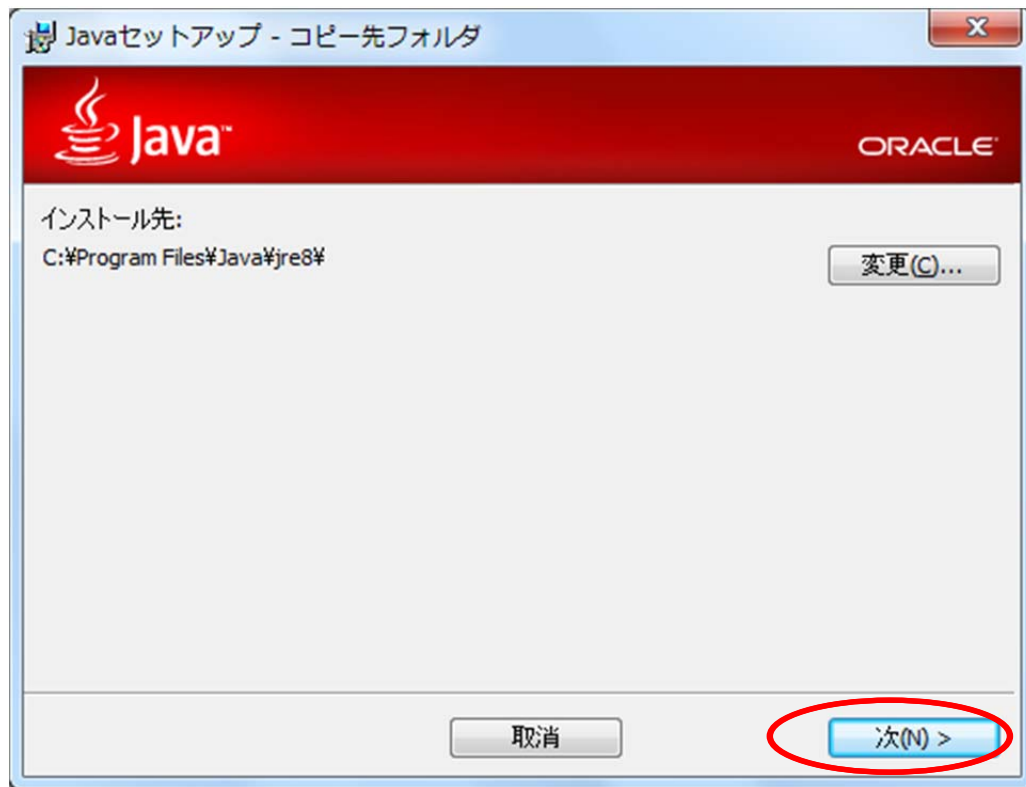 Javaセットアップ - コピー先フォルダ
Java™
ORACLE
インストール先:
C:¥Program Files¥Java¥jre8¥
変更(C)...
取消
次(N) >